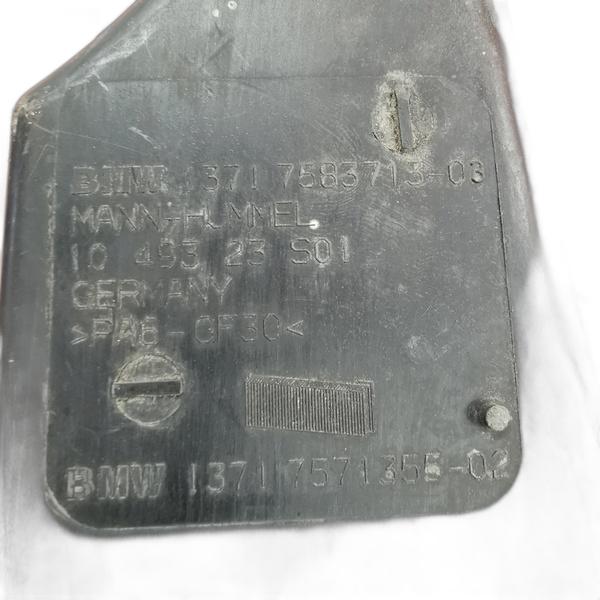 BMW 1371 7583713-03
MANN+HUMMEL
10 493 23 S01
GERMANY
>PA6-GF30<
BMW 1371 7571355-02